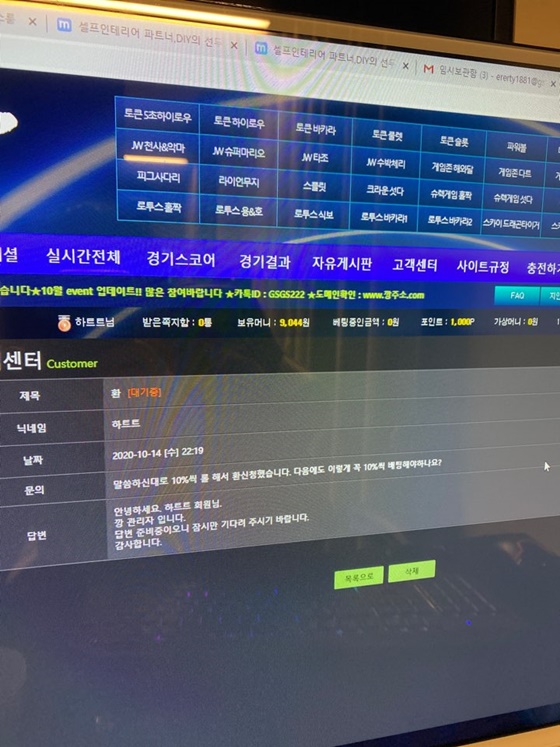 셀프인테리어 파트너,DIY의 선두
셀프인테리어 파트너,DIY의 선두
임시보관함 (3) - ererty1881@g
토큰 5초하이로우 토큰 하이로우 토큰 바카라 토큰 룰렛 토큰 슬롯 파워볼
JW 천사&악마 JW 슈퍼마리오 JW 타조 JW 수박체리 게임존 해와달 게임존 다트
피그사다리 라이언무지 스플릿 크라운 섯다 슈럭게임 홀짝 슈럭게임 섯다
로투스 홀짝 로투스 용&호 로투스 식보 로투스 바카라1 로투스 바카라2 스카이 드래곤타이거
셜 실시간전체 경기스코어 경기결과 자유게시판 고객센터 사이트규정 충전하기
습니다★10월 event 업데이트!! 많은 참여바랍니다 ★카톡ID : GSGS222 ★도메인확인 : www.깡주소.com FAQ
하트트님 받은쪽지함 : 0통 보유머니 : 9,044원 베팅중인금액 : 0원 포인트 : 1,000P 가상머니 : 0원
센터 Customer
제목 환 [대기중]
닉네임 하트트
날짜 2020-10-14 [수] 22:19
문의 말씀하신대로 10%씩 롤 해서 환신청했습니다. 다음에도 이렇게 꼭 10%씩 베팅해야하나요?
답변 안녕하세요. 하트트 회원님.
깡 관리자 입니다.
답변 준비중이오니 잠시만 기다려 주시기 바랍니다.
감사합니다.
목록으로 삭제